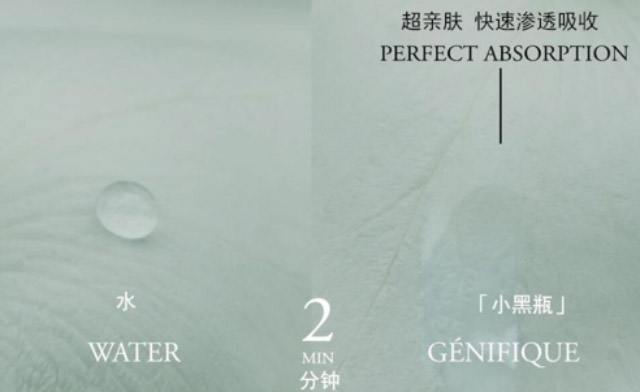 超亲肤 快速渗透吸收
PERFECT ABSORPTION
水
WATER
2
MIN
分钟
「小黑瓶」
GÉNIFIQUE